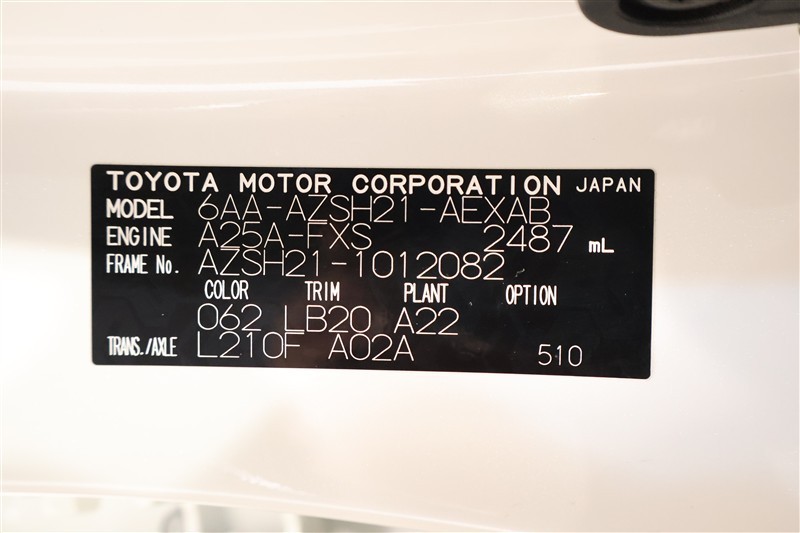 TOYOTA MOTOR CORPORATION JAPAN
MODEL 6AA-AZSH21-AEXAB
ENGINE A25A-FXS 2487 mL
FRAME No. AZSH21-1012082
COLOR TRIM PLANT OPTION
062 LB20 A22
TRANS./AXLE L210F A02A 510